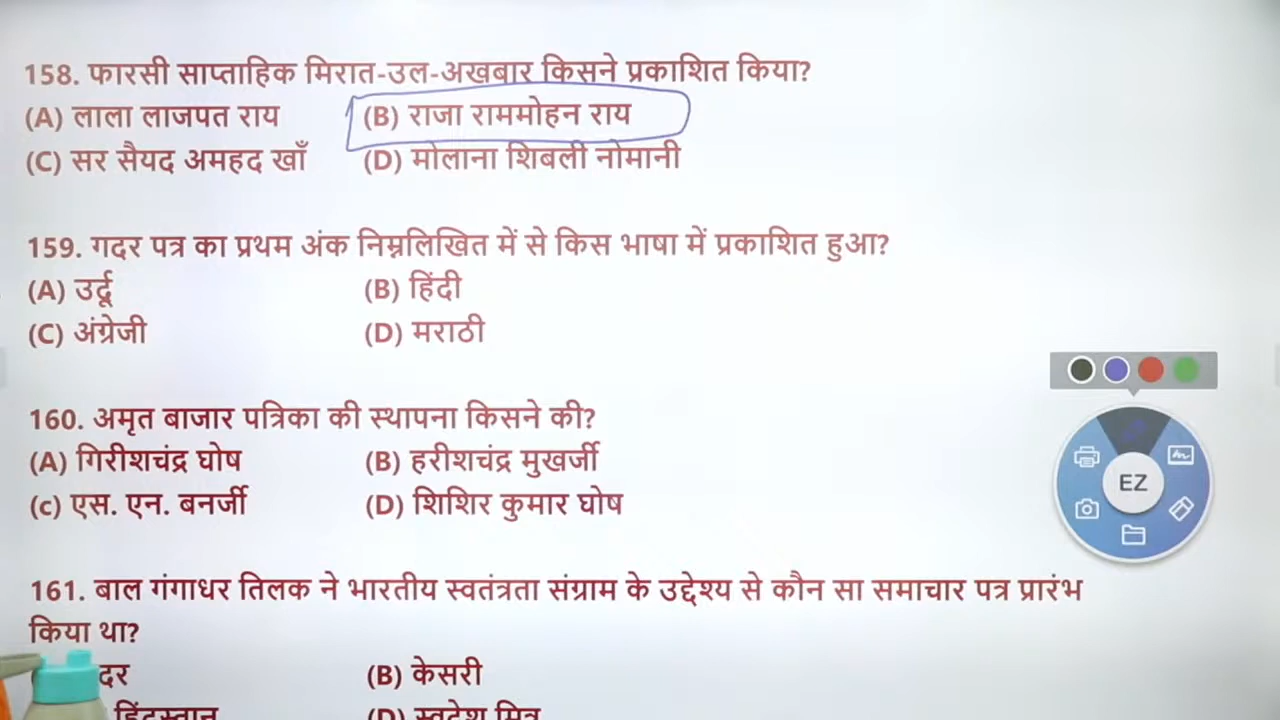 158. फारसी साप्ताहिक मिरात-उल-अखबार किसने प्रकाशित किया?
(A) लाला लाजपत राय (B) राजा राममोहन राय
(C) सर सैयद अमहद खाँ (D) मोलाना शिबली नोमानी
159. गदर पत्र का प्रथम अंक निम्नलिखित में से किस भाषा में प्रकाशित हुआ?
(A) उर्दू (B) हिंदी
(C) अंग्रेजी (D) मराठी
160. अमृत बाजार पत्रिका की स्थापना किसने की?
(A) गिरीशचंद्र घोष (B) हरीशचंद्र मुखर्जी
(c) एस. एन. बनर्जी (D) शिशिर कुमार घोष
161. बाल गंगाधर तिलक ने भारतीय स्वतंत्रता संग्राम के उद्देश्य से कौन सा समाचार पत्र प्रारंभ
किया था?
(B) केसरी
हिंदुस्तान (D) स्वदेश मित्र
EZ